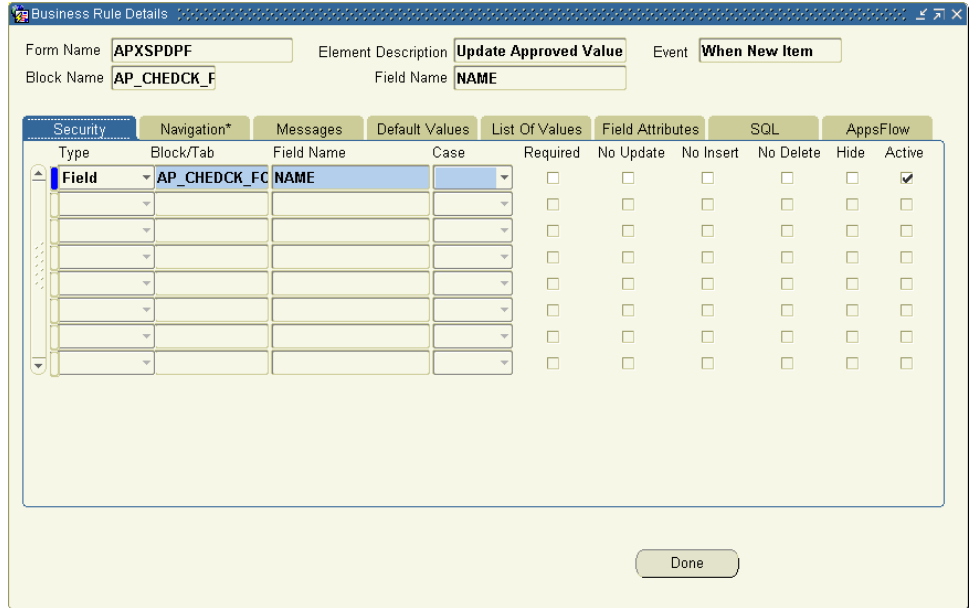 Business Rule Details
Form Name APXSPDPF Element Description Update Approved Value Event When New Item
Block Name AP_CHEDCK_F Field Name NAME
Security Navigation* Messages Default Values List Of Values Field Attributes SQL AppsFlow
Type Block/Tab Field Name Case Required No Update No Insert No Delete Hide Active
Field AP_CHEDCK_FO NAME
Done